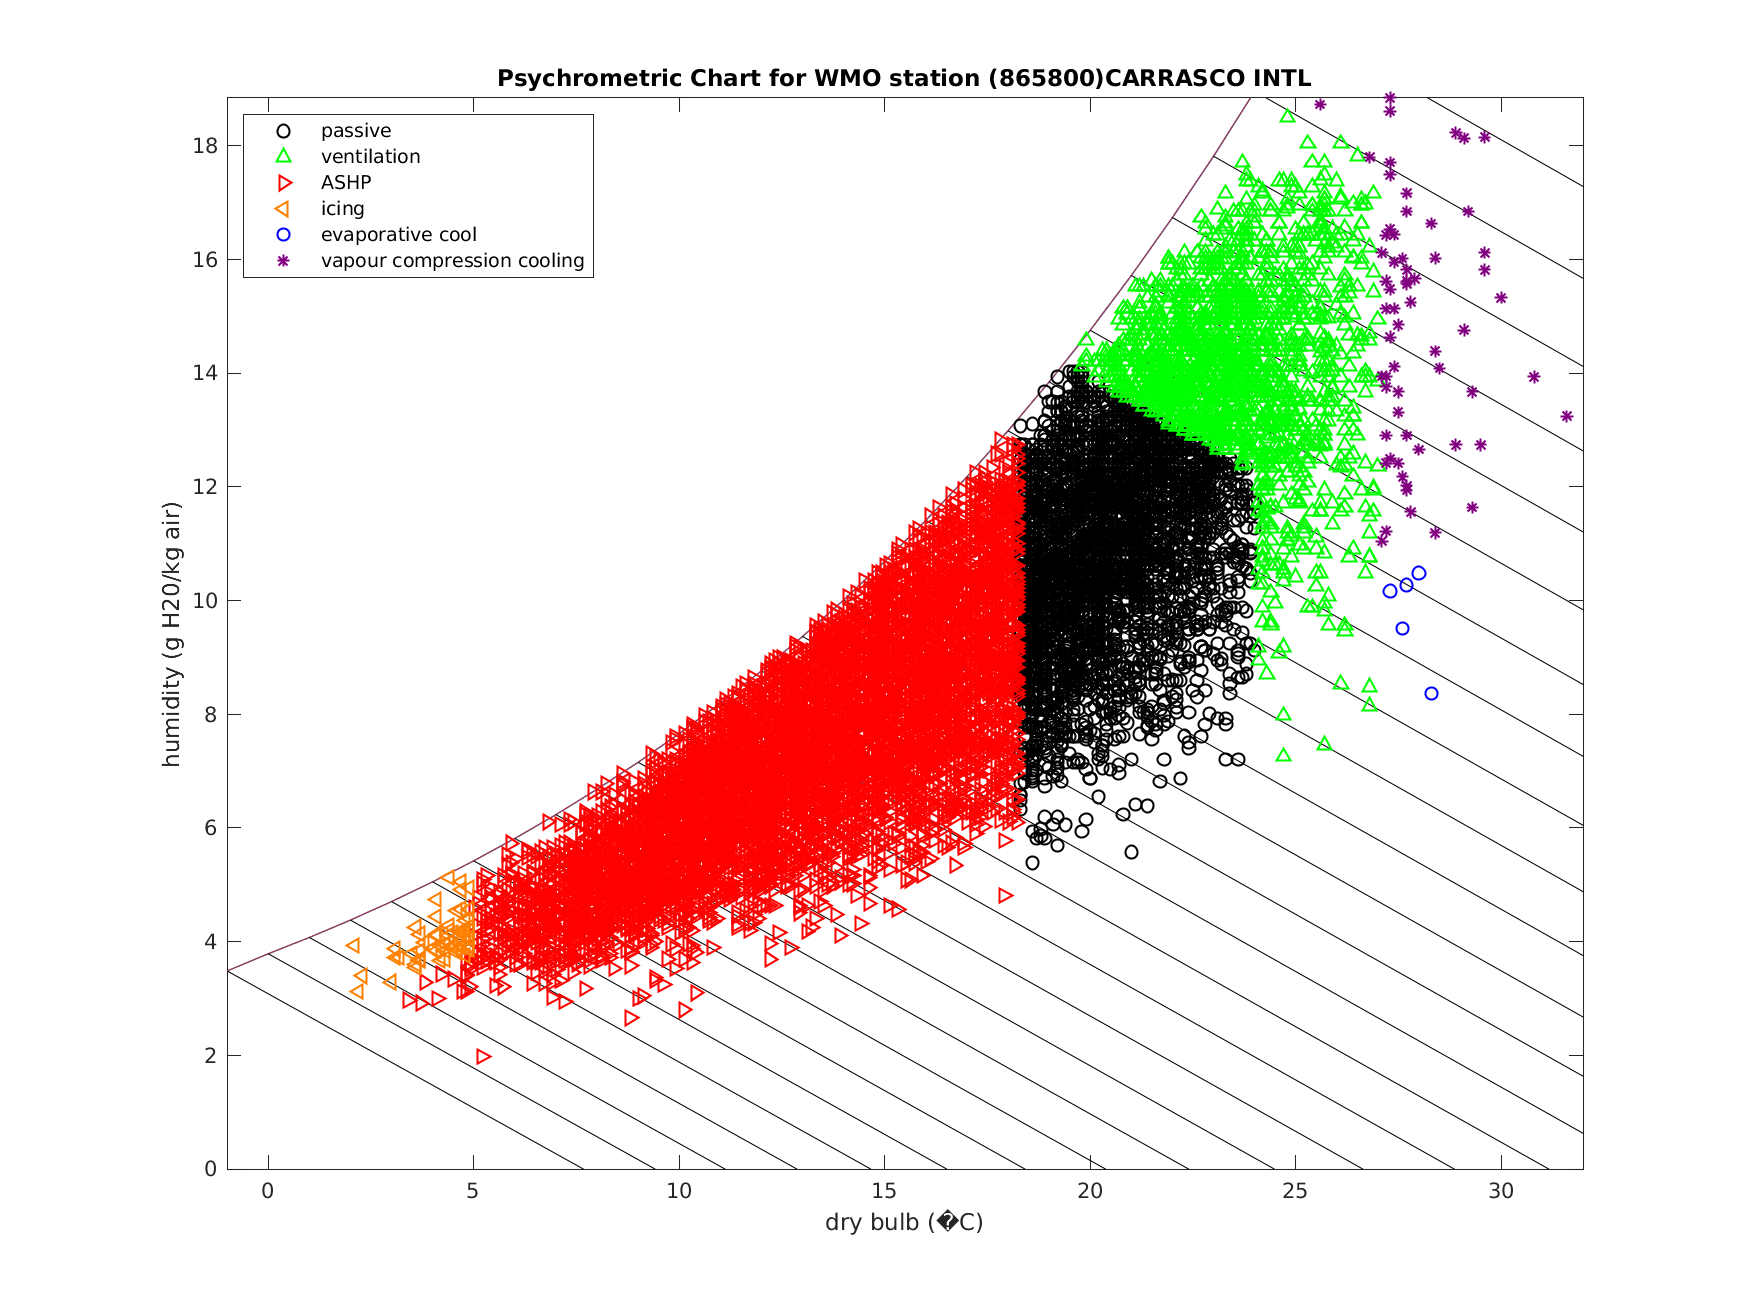 Psychrometric Chart for WMO station (865800)CARRASCO INTL
passive
ventilation
ASHP
icing
evaporative cool
vapour compression cooling
humidity (g H20/kg air)
18
16
14
12
10
8
6
4
2
0
0 5 10 15 20 25 30
dry bulb (�C)